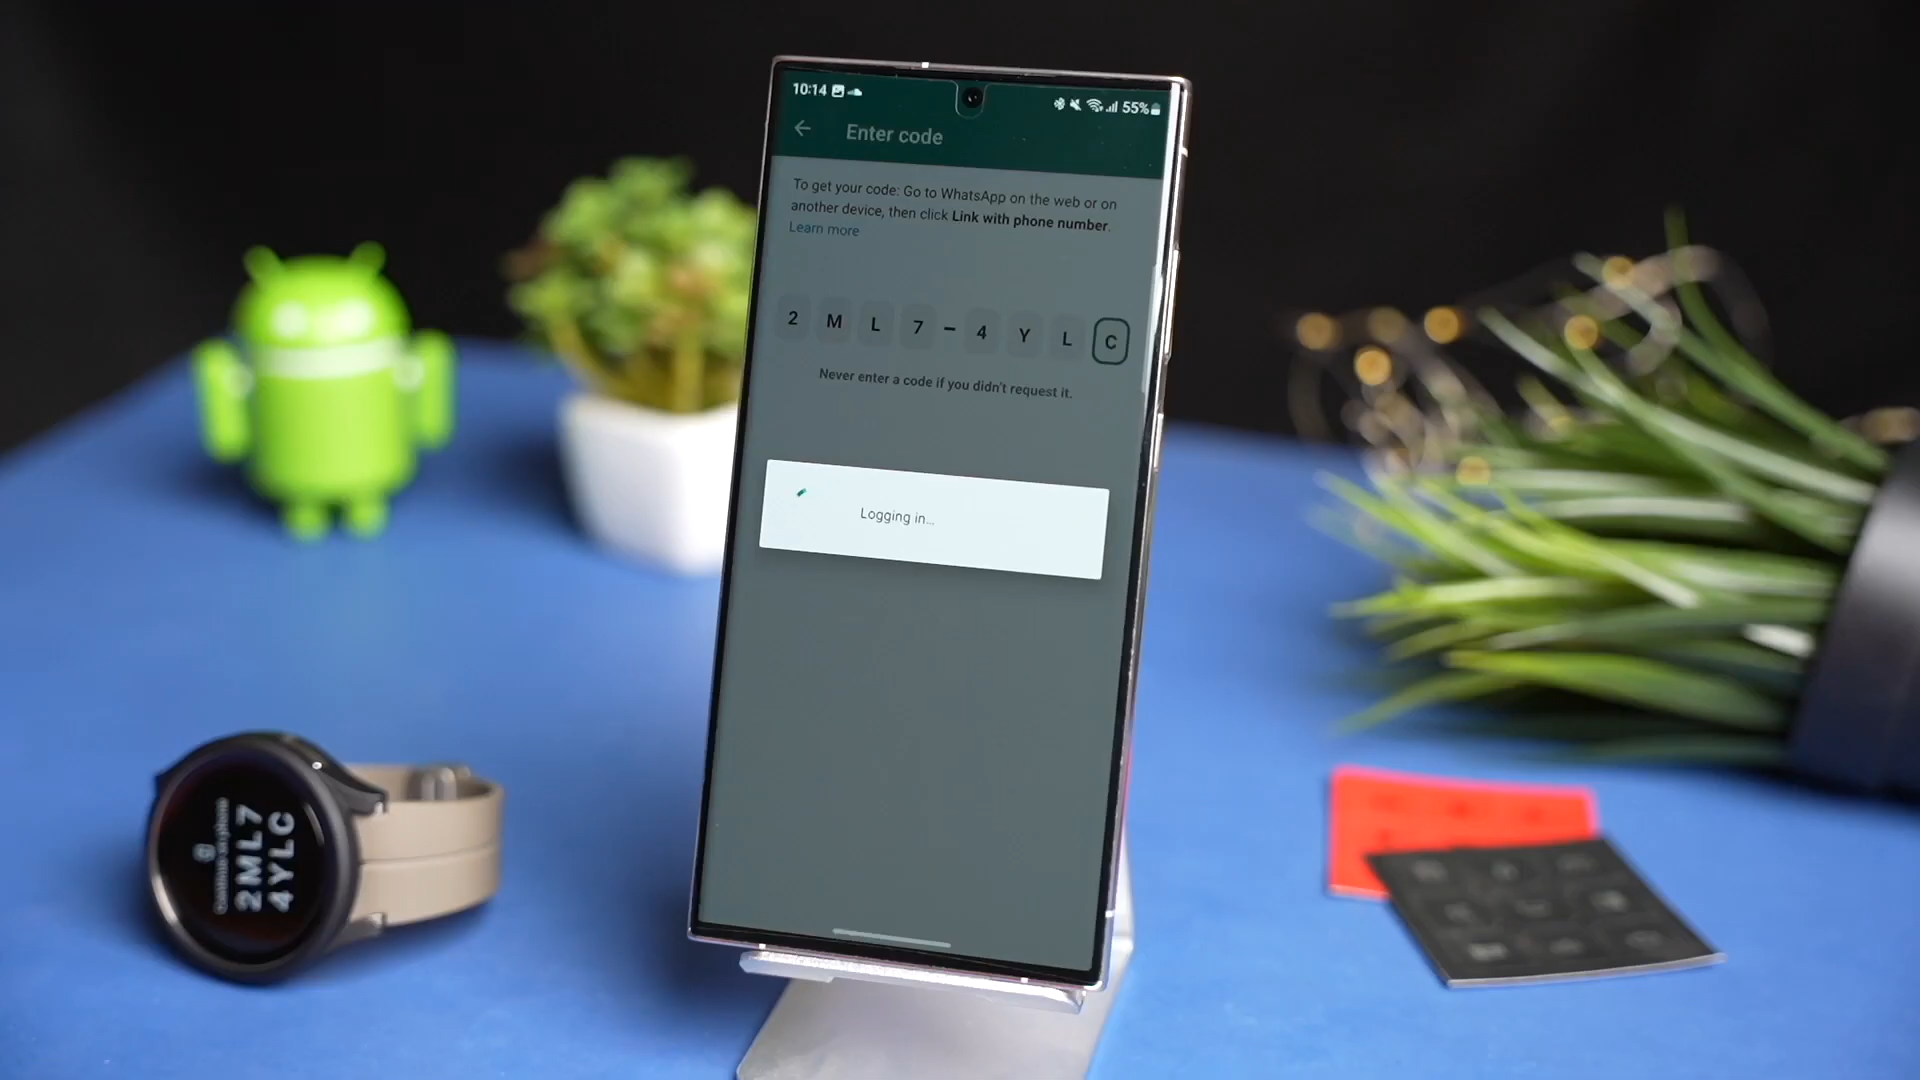 10:14
55%
Enter code
To get your code: Go to WhatsApp on the web or on
another device, then click Link with phone number.
Learn more
2 M L 7 – 4 Y L C
Never enter a code if you didn't request it.
Logging in...
2ML7
4YLC